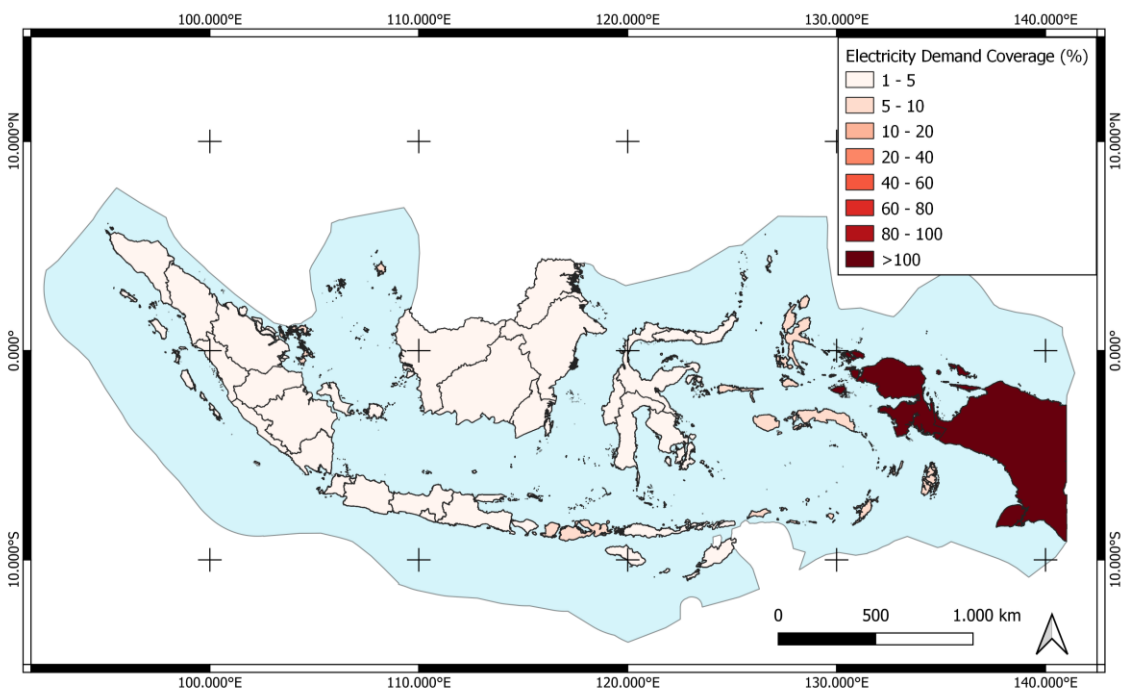 100.000°E 110.000°E 120.000°E 130.000°E 140.000°E
Electricity Demand Coverage (%)
1 - 5
5 - 10
10 - 20
20 - 40
40 - 60
60 - 80
80 - 100
>100
10.000°N 10.000°N
0.000° 0.000°
10.000°S 10.000°S
0 500 1.000 km
100.000°E 110.000°E 120.000°E 130.000°E 140.000°E